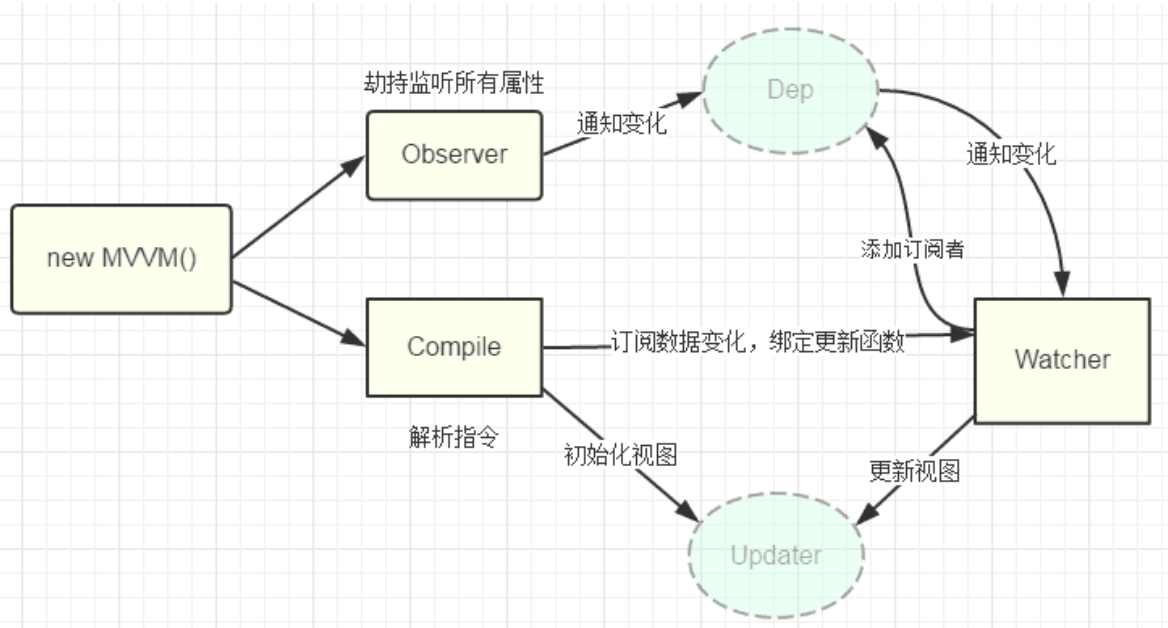 劫持监听所有属性
Observer
通知变化
Dep
通知变化
new MVVM()
添加订阅者
Compile
订阅数据变化，绑定更新函数
Watcher
解析指令
初始化视图
更新视图
Updater